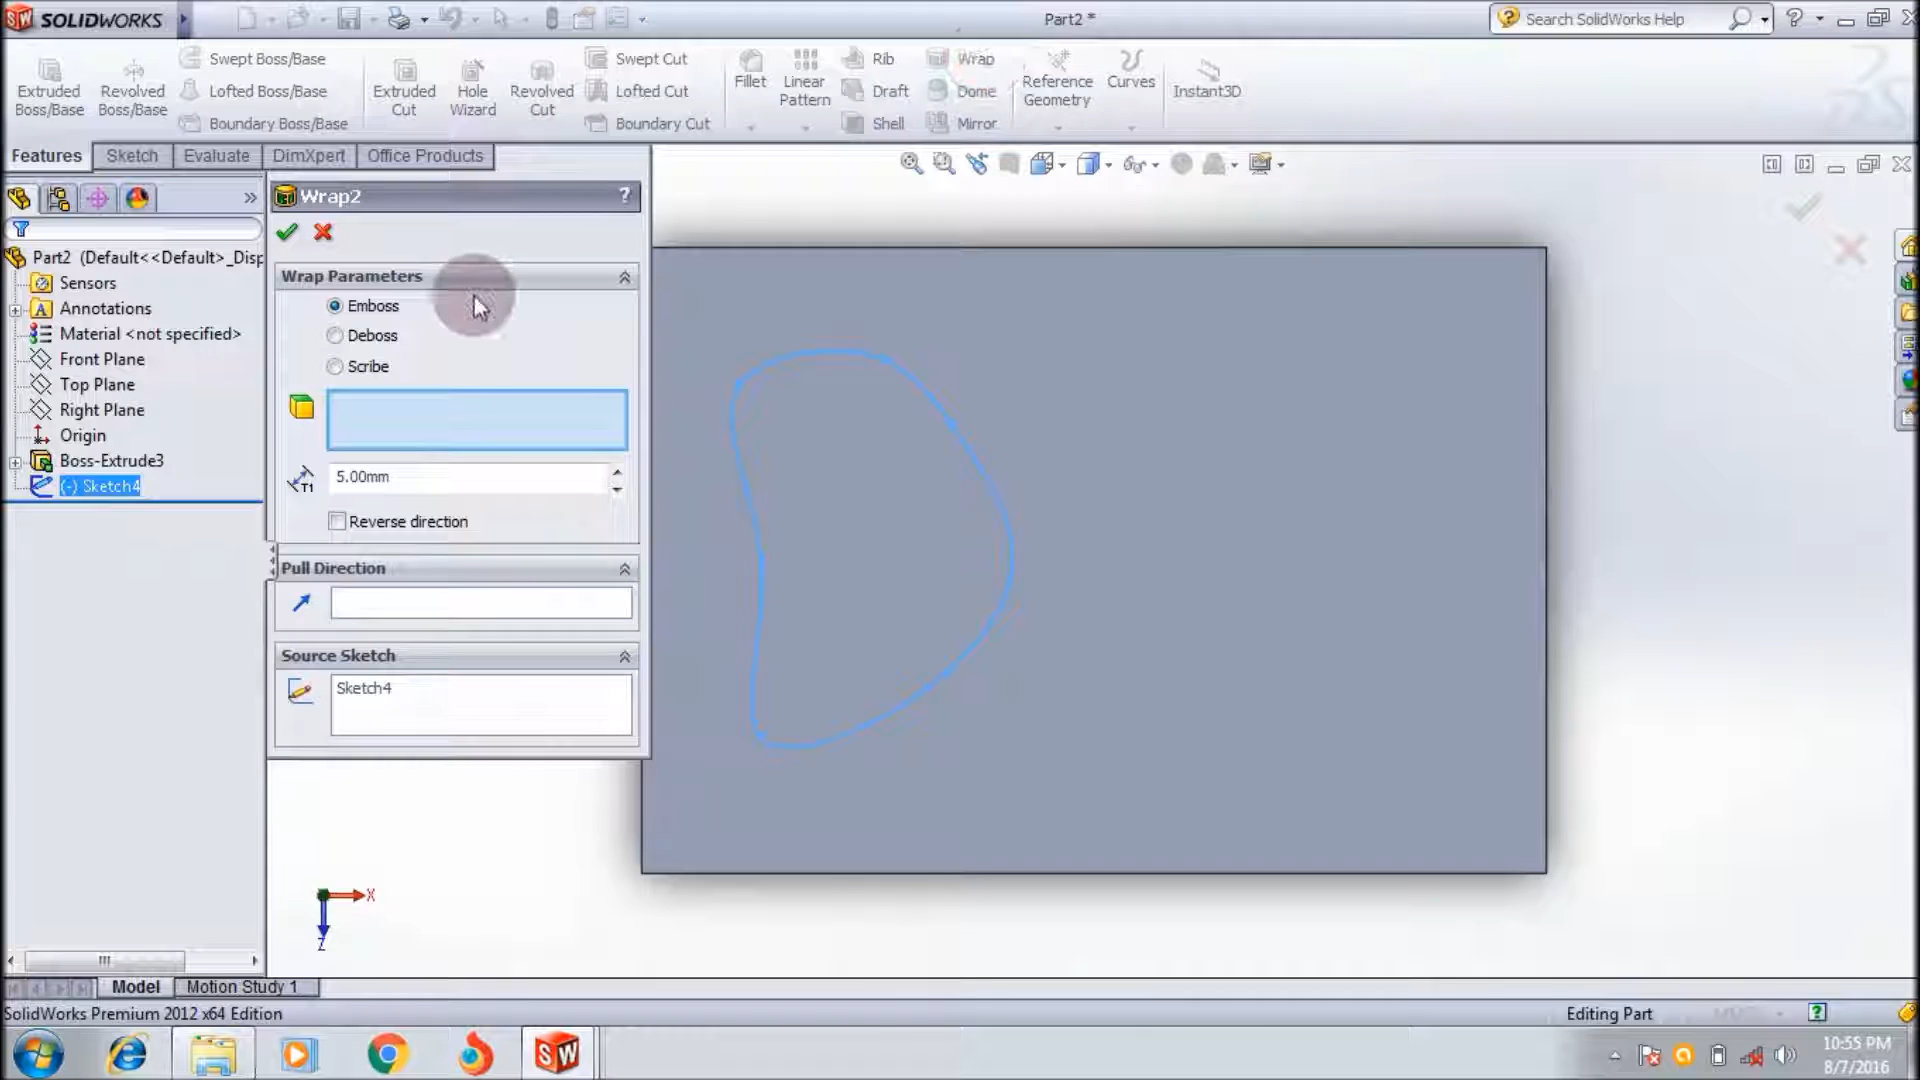 SOLIDWORKS
Part2 *
Search SolidWorks Help
Extruded Boss/Base
Revolved Boss/Base
Swept Boss/Base
Lofted Boss/Base
Boundary Boss/Base
Extruded Cut
Hole Wizard
Revolved Cut
Swept Cut
Lofted Cut
Boundary Cut
Fillet
Linear Pattern
Rib
Draft
Shell
Wrap
Dome
Mirror
Reference Geometry
Curves
Instant3D
Features
Sketch
Evaluate
DimXpert
Office Products
Part2 (Default<<Default>_Disp
Sensors
Annotations
Material <not specified>
Front Plane
Top Plane
Right Plane
Origin
Boss-Extrude3
(-) Sketch4
Wrap2
?
Wrap Parameters
Emboss
Deboss
Scribe
T1
5.00mm
Reverse direction
Pull Direction
Source Sketch
Sketch4
X
Z
Model
Motion Study 1
SolidWorks Premium 2012 x64 Edition
Editing Part
10:55 PM
8/7/2016